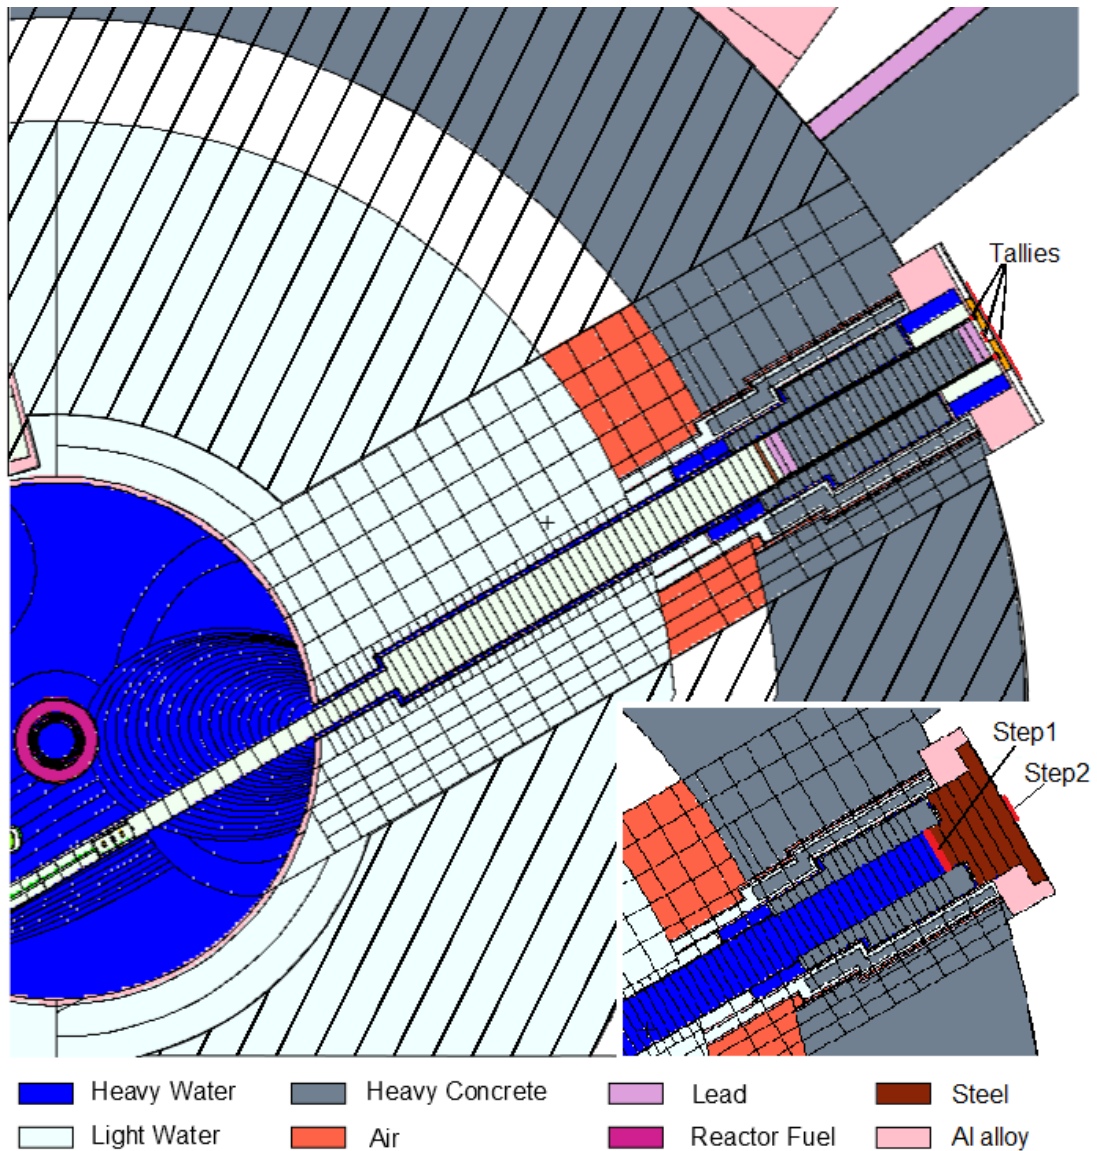 Tallies
Step1
Step2
Heavy Water
Heavy Concrete
Lead
Steel
Light Water
Air
Reactor Fuel
Al alloy